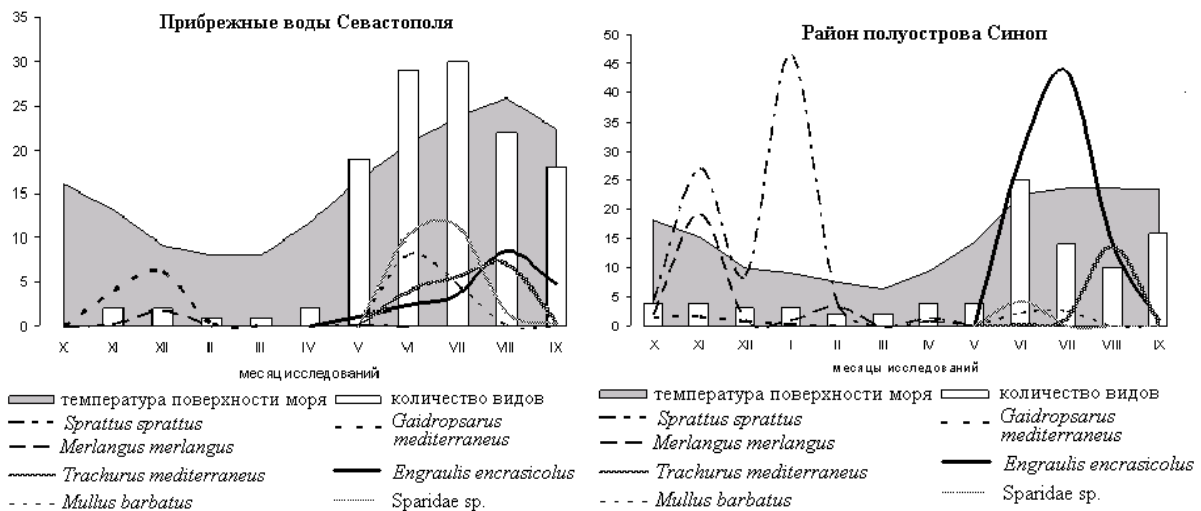 Прибрежные воды Севастополя
35
30
25
20
15
10
5
0
X XI XII II III IV V VI VII VIII IX
месяц исследований
температура поверхности моря
количество видов
Sprattus sprattus
Gaidropsarus
mediterraneus
Merlangus merlangus
Trachurus mediterraneus
Engraulis encrasicolus
Mullus barbatus
Sparidae sp.
Район полуострова Синоп
50
45
40
35
30
25
20
15
10
5
0
X XI XII I II III IV V VI VII VIII IX
месяцы исследований
температура поверхности моря
количество видов
Sprattus sprattus
Gaidropsarus
mediterraneus
Merlangus merlangus
Trachurus mediterraneus
Engraulis encrasicolus
Mullus barbatus
Sparidae sp.